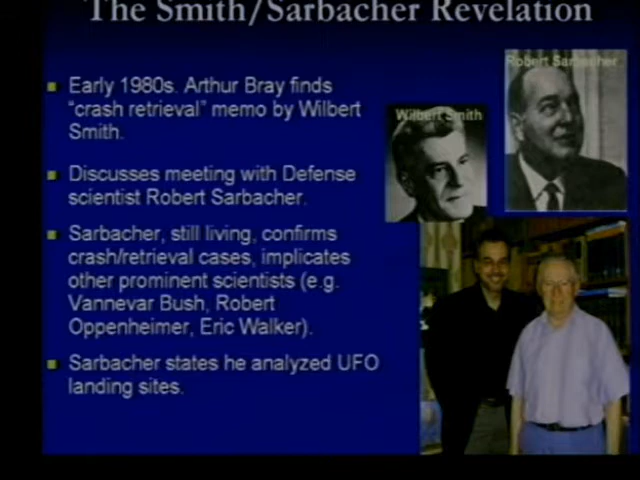 The Smith/Sarbacher Revelation
Early 1980s. Arthur Bray finds
“crash retrieval” memo by Wilbert
Smith.
Discusses meeting with Defense
scientist Robert Sarbacher.
Sarbacher, still living, confirms
crash/retrieval cases, implicates
other prominent scientists (e.g.
Vannevar Bush, Robert
Oppenheimer, Eric Walker).
Sarbacher states he analyzed UFO
landing sites.
Wilbert Smith
Robert Sarbacher